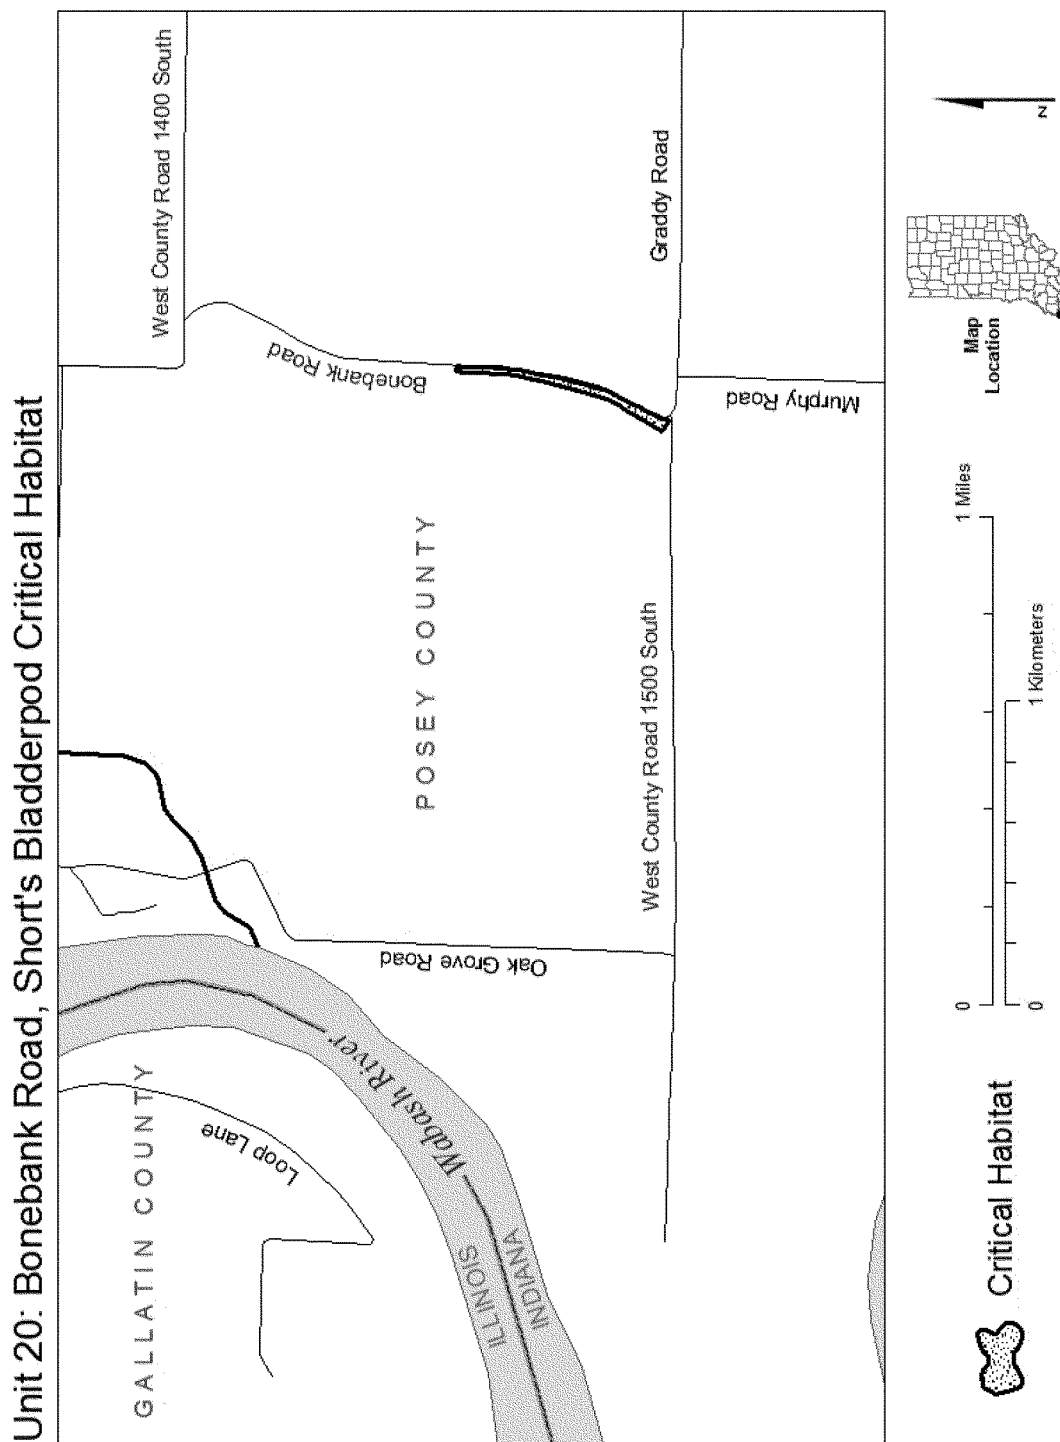 Unit 20: Bonebank Road, Short's Bladderpod Critical Habitat
West County Road 1400 South
GALLATIN COUNTY
Loop Lane
Bonebank Road
Wabash River
Oak Grove Road
POSEY COUNTY
ILLINOIS
INDIANA
West County Road 1500 South
Graddy Road
Murphy Road
Critical Habitat
0
1 Miles
0
1 Kilometers
Map
Location
N